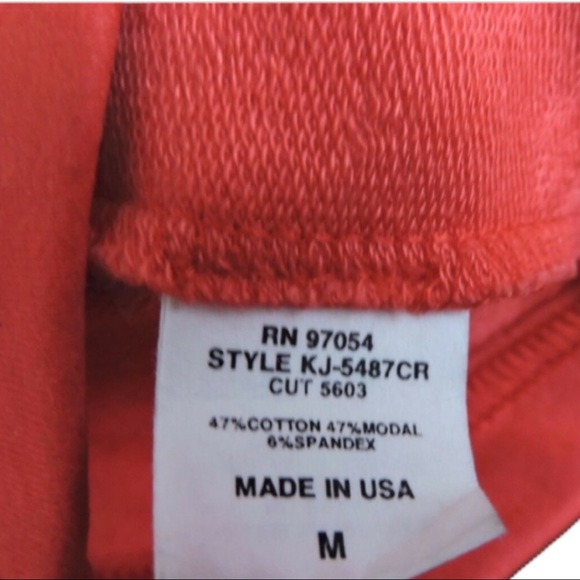 RN 97054
STYLE KJ-5487CR
CUT 5603
47%COTTON 47%MODAL
6%SPANDEX
MADE IN USA
M